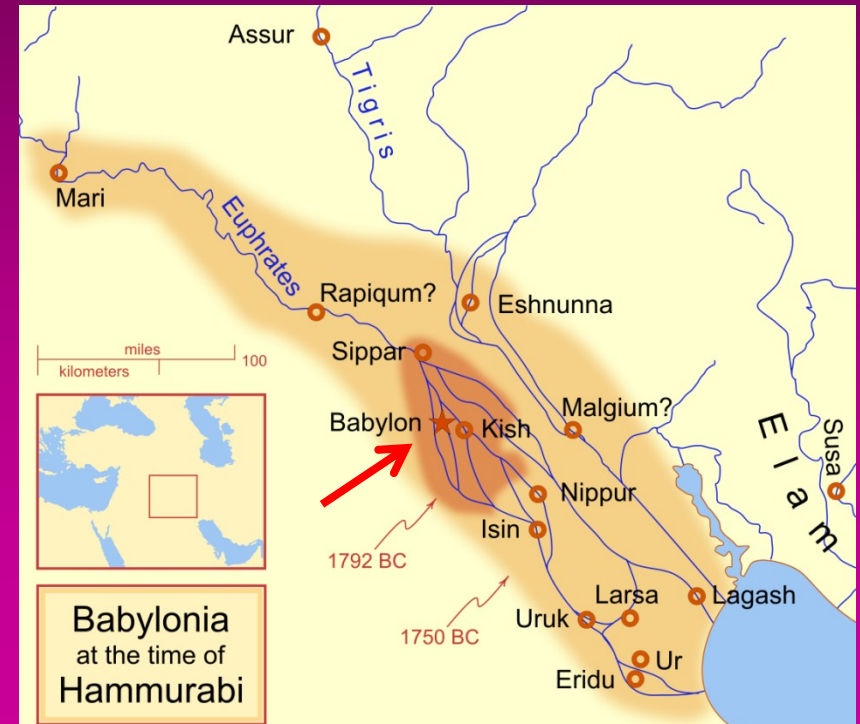 Assur
Tigris
Mari
Euphrates
Rapiqum?
Eshnunna
Sippar
miles
kilometers
100
Babylon
Kish
Malgium?
Elam
Susa
Nippur
Isin
1792 BC
Larsa
Lagash
Uruk
1750 BC
Ur
Eridu
Babylonia
at the time of
Hammurabi